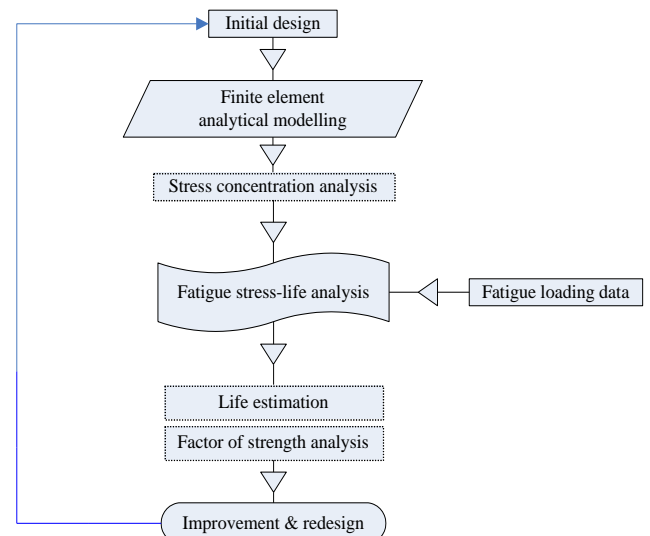 Initial design
Finite element
analytical modelling
Stress concentration analysis
Fatigue stress-life analysis
Fatigue loading data
Life estimation
Factor of strength analysis
Improvement & redesign